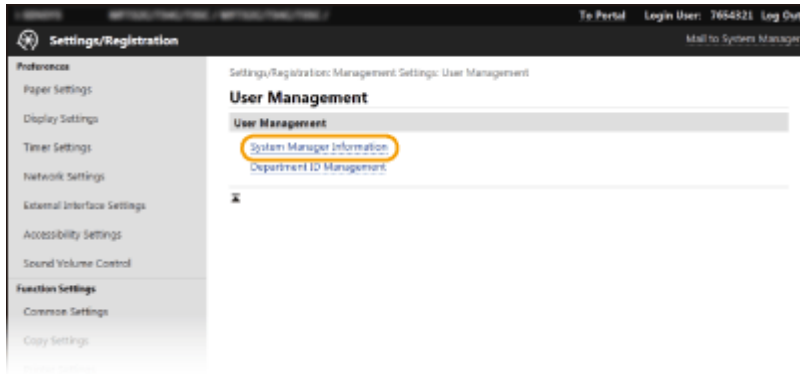 To Portal Login User: 7654321 Log Out
Settings/Registration
Mail to System Manager
Preferences
Paper Settings
Display Settings
Timer Settings
Network Settings
External Interface Settings
Accessibility Settings
Sound Volume Control
Function Settings
Common Settings
Copy Settings
Settings/Registration: Management Settings: User Management
User Management
User Management
System Manager Information
Department ID Management